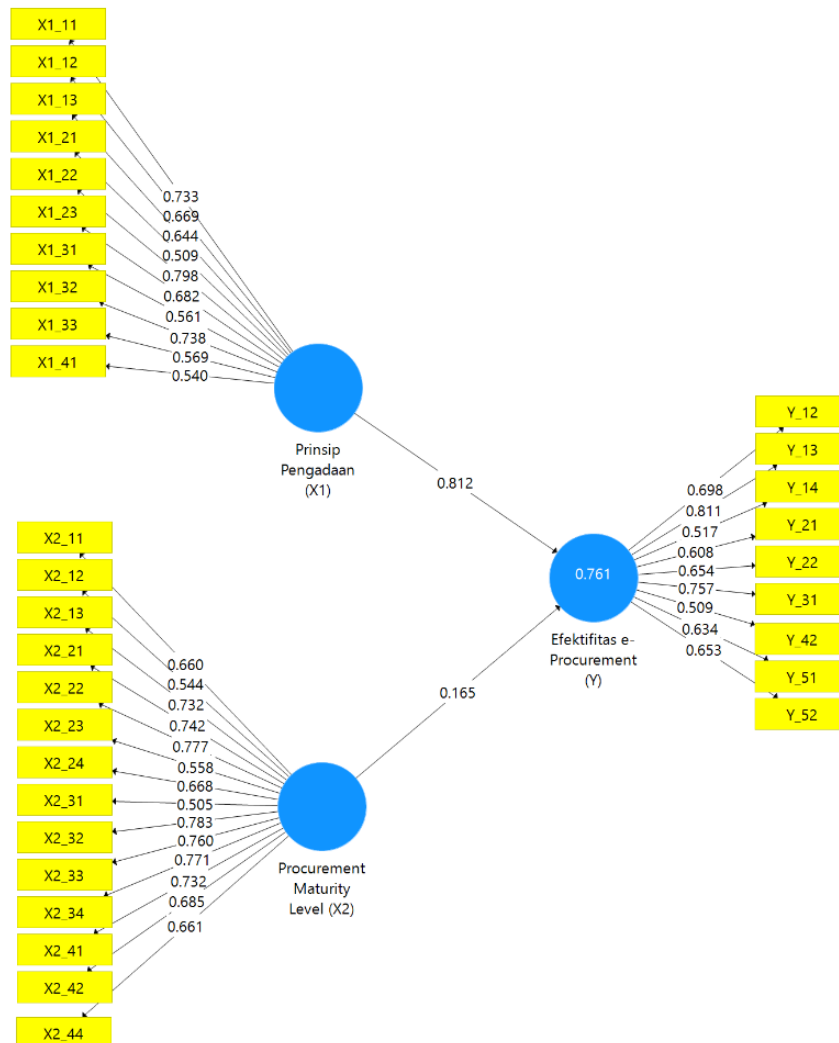 X1_11
X1_12
X1_13
X1_21
X1_22
X1_23
X1_31
X1_32
X1_33
X1_41
0.733
0.669
0.644
0.509
0.798
0.682
0.561
0.738
0.569
0.540
Prinsip
Pengadaan
(X1)
0.812
X2_11
X2_12
X2_13
X2_21
X2_22
X2_23
X2_24
X2_31
X2_32
X2_33
X2_34
X2_41
X2_42
X2_44
0.660
0.544
0.732
0.742
0.777
0.558
0.668
0.505
0.783
0.760
0.771
0.732
0.685
0.661
Procurement
Maturity
Level (X2)
0.165
0.761
Efektifitas e-
Procurement
(Y)
0.698
0.811
0.517
0.608
0.654
0.757
0.509
0.634
0.653
Y_12
Y_13
Y_14
Y_21
Y_22
Y_31
Y_42
Y_51
Y_52